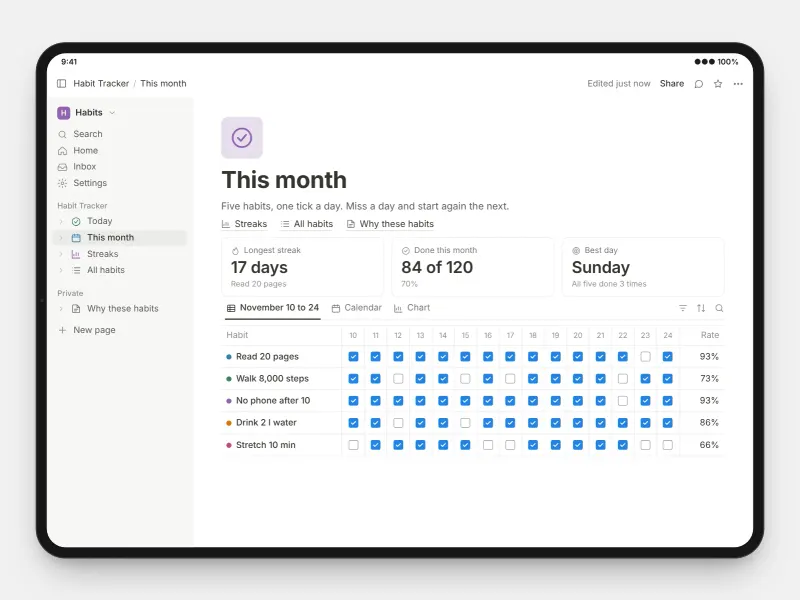 9:41
100%
Habit Tracker / This month
Edited just now Share
H Habits
Search
Home
Inbox
Settings
Habit Tracker
Today
This month
Streaks
All habits
Private
Why these habits
New page
This month
Five habits, one tick a day. Miss a day and start again the next.
Streaks All habits Why these habits
Longest streak
17 days
Read 20 pages
Done this month
84 of 120
70%
Best day
Sunday
All five done 3 times
November 10 to 24 Calendar Chart
Habit 10 11 12 13 14 15 16 17 18 19 20 21 22 23 24 Rate
Read 20 pages 93%
Walk 8,000 steps 73%
No phone after 10 93%
Drink 2 l water 86%
Stretch 10 min 66%